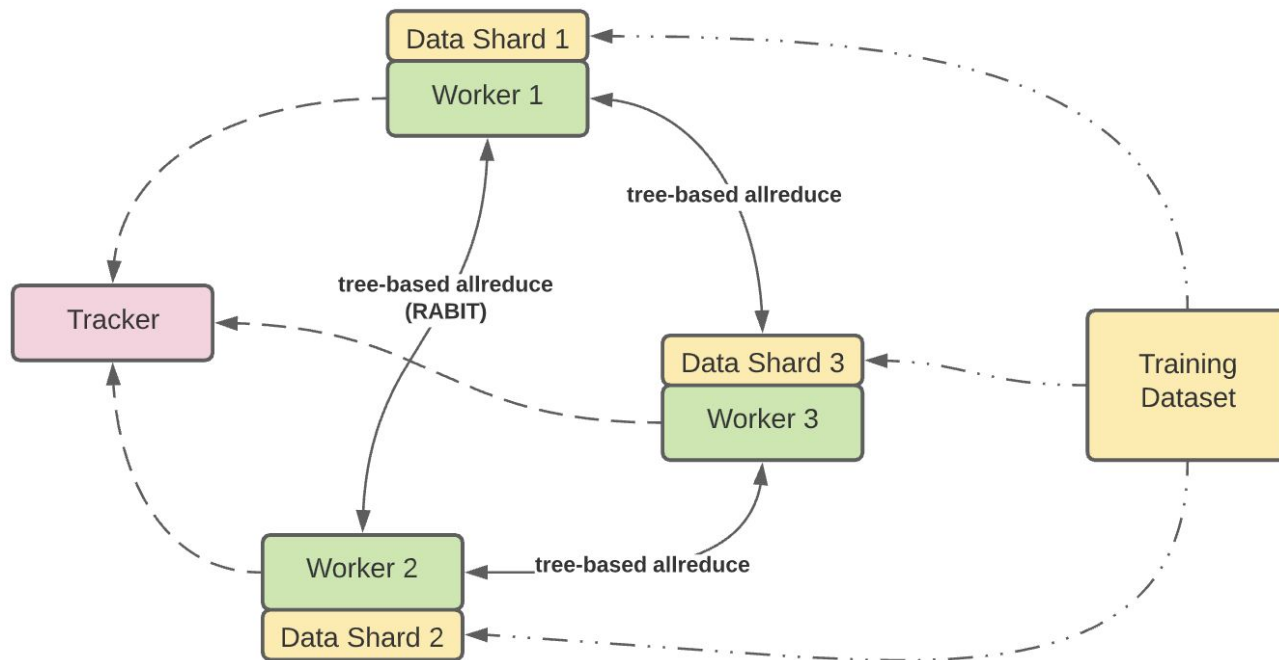 Data Shard 1
Worker 1
tree-based allreduce
tree-based allreduce
(RABIT)
Tracker
Data Shard 3
Worker 3
Training
Dataset
Worker 2
tree-based allreduce
Data Shard 2